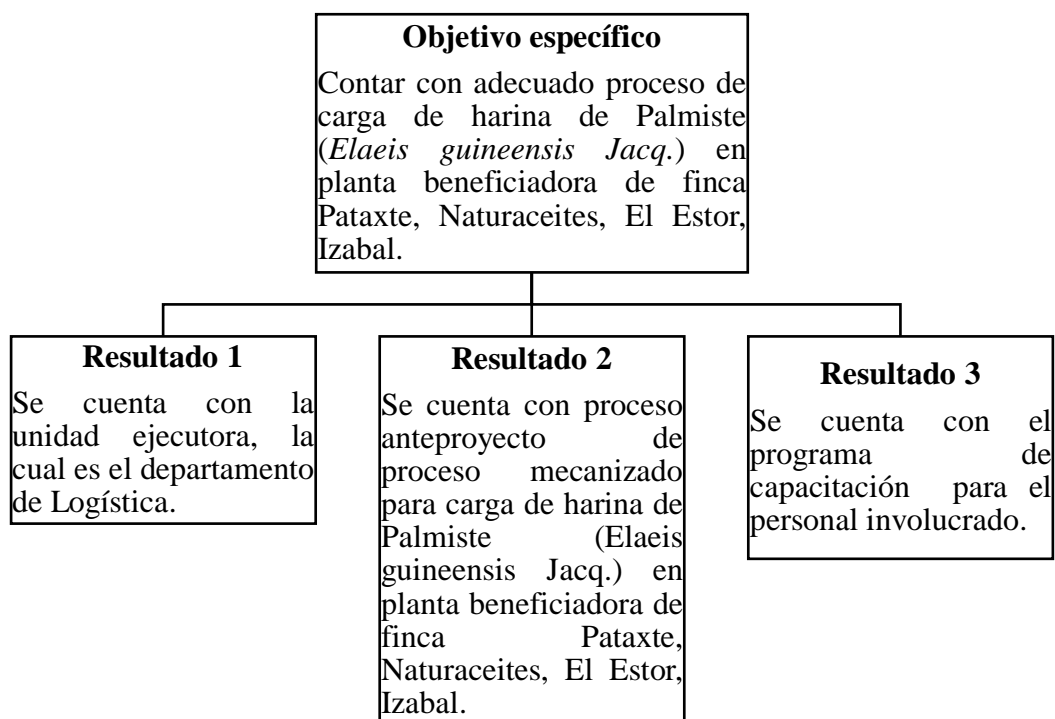 Objetivo específico
Contar con adecuado proceso de
carga de harina de Palmiste
(Elaeis guineensis Jacq.) en
planta beneficiadora de finca
Pataxte, Naturaceites, El Estor,
Izabal.
Resultado 1
Se cuenta con la
unidad ejecutora, la
cual es el departamento
de Logística.
Resultado 2
Se cuenta con proceso
anteproyecto de
proceso mecanizado
para carga de harina de
Palmiste (Elaeis
guineensis Jacq.) en
planta beneficiadora de
finca Pataxte,
Naturaceites, El Estor,
Izabal.
Resultado 3
Se cuenta con el
programa de
capacitación para el
personal involucrado.